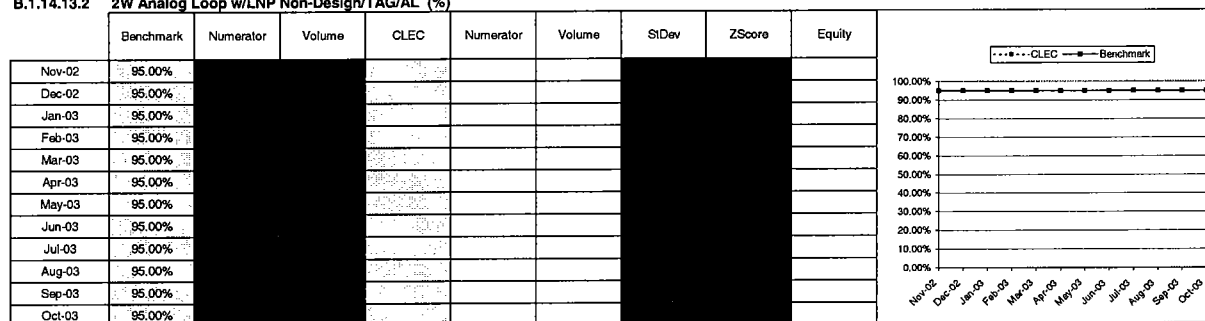 B.1.14.13.2 2W Analog Loop w/LNP Non-Design/TAG/AL (%)
Benchmark Numerator Volume CLEC Numerator Volume StDev ZScore Equity
Nov-02 95.00%
Dec-02 95.00%
Jan-03 95.00%
Feb-03 95.00%
Mar-03 95.00%
Apr-03 95.00%
May-03 95.00%
Jun-03 95.00%
Jul-03 95.00%
Aug-03 95.00%
Sep-03 95.00%
Oct-03 95.00%
CLEC Benchmark
100.00%
90.00%
80.00%
70.00%
60.00%
50.00%
40.00%
30.00%
20.00%
10.00%
0.00%
Nov-02 Dec-02 Jan-03 Feb-03 Mar-03 Apr-03 May-03 Jun-03 Jul-03 Aug-03 Sep-03 Oct-03